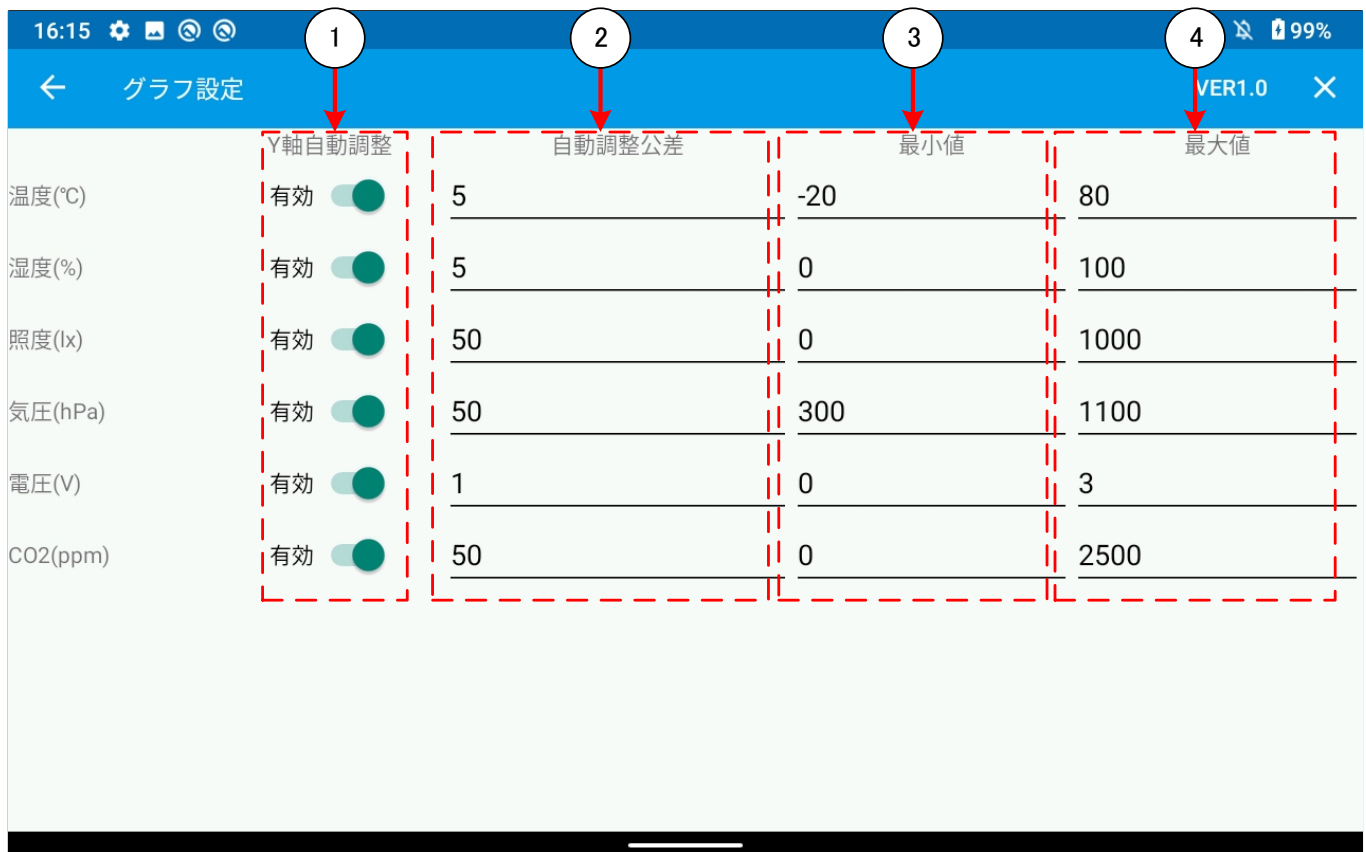 1 2 3 4
16:15 99%
グラフ設定 VER1.0
Y軸自動調整 自動調整公差 最小値 最大値
温度(℃) 有効 5 -20 80
湿度(%) 有効 5 0 100
照度(lx) 有効 50 0 1000
気圧(hPa) 有効 50 300 1100
電圧(V) 有効 1 0 3
CO2(ppm) 有効 50 0 2500